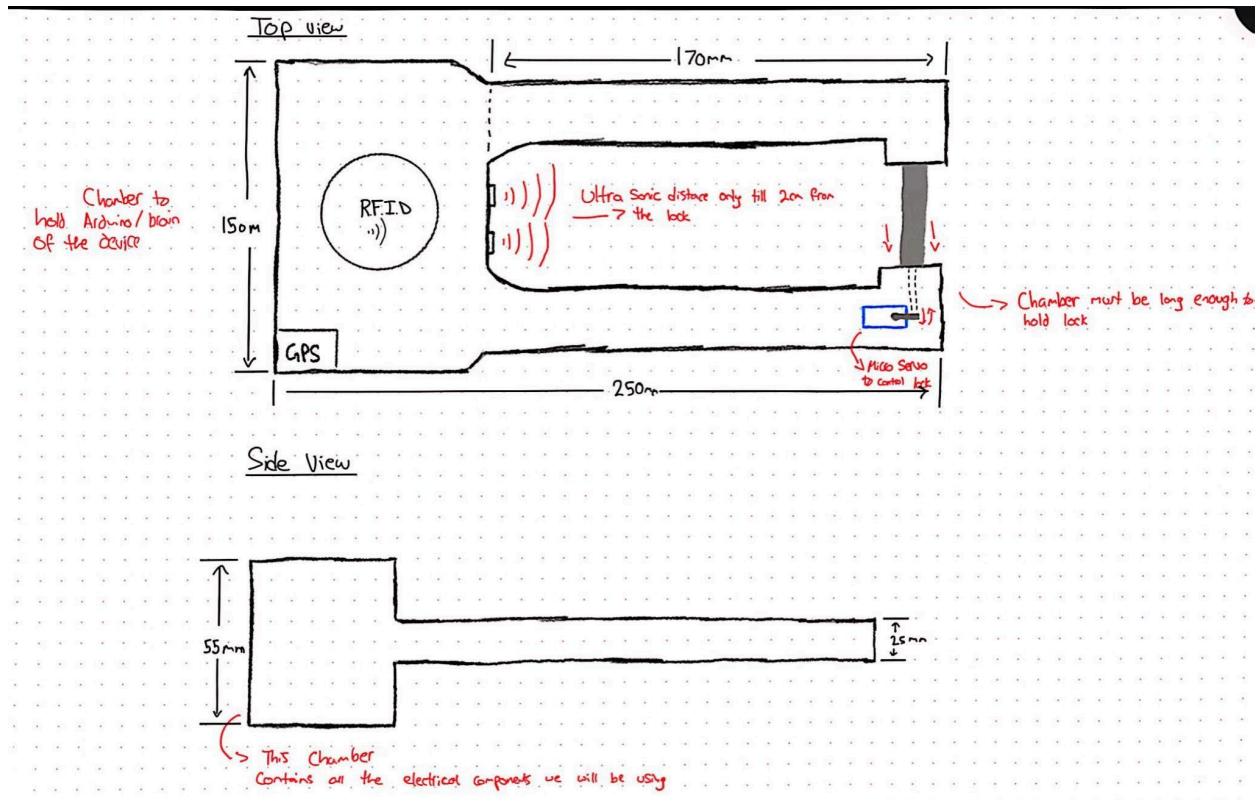 Top view
170mm
Chamber to
hold Arduino/brain
of the device
150m
R.F.I.D
Ultra Sonic distance only till 2cm from
the lock
GPS
Chamber must be long enough to
hold lock
Micro Servo
to control lock
250m
Side View
55mm
25mm
This Chamber
Contains all the electrical components we will be using